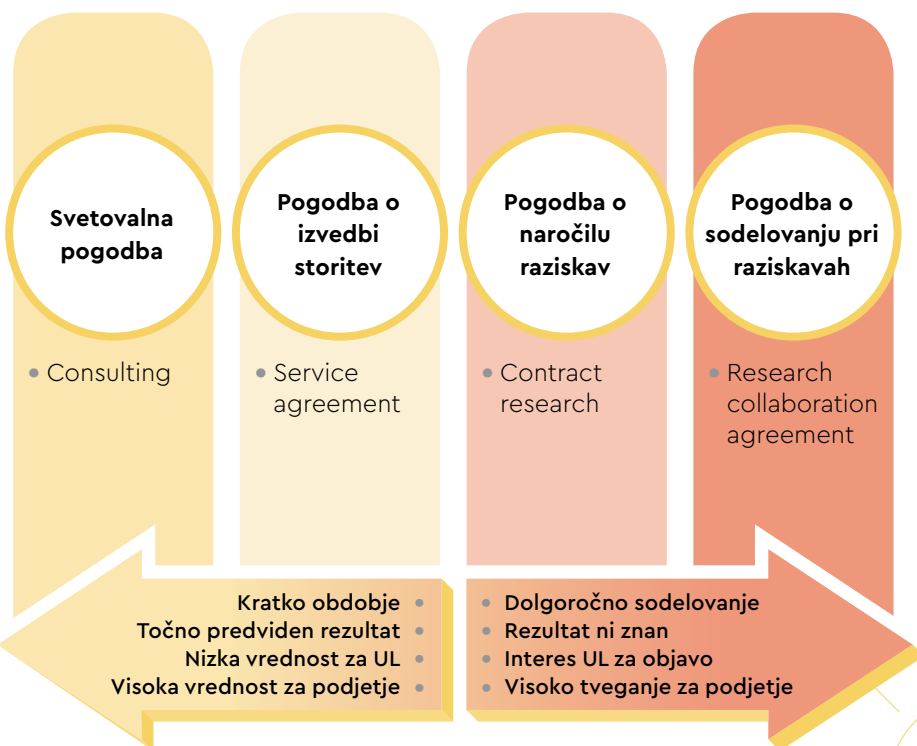 Svetovalna
pogodba
Pogodba o
izvedbi
storitev
Pogodba o
naročilu
raziskav
Pogodba o
sodelovanju pri
raziskavah
• Consulting
• Service
agreement
• Contract
research
• Research
collaboration
agreement
Kratko obdobje •
Točno predviden rezultat •
Nizka vrednost za UL •
Visoka vrednost za podjetje •
• Dolgoročno sodelovanje
• Rezultat ni znan
• Interes UL za objavo
• Visoko tveganje za podjetje